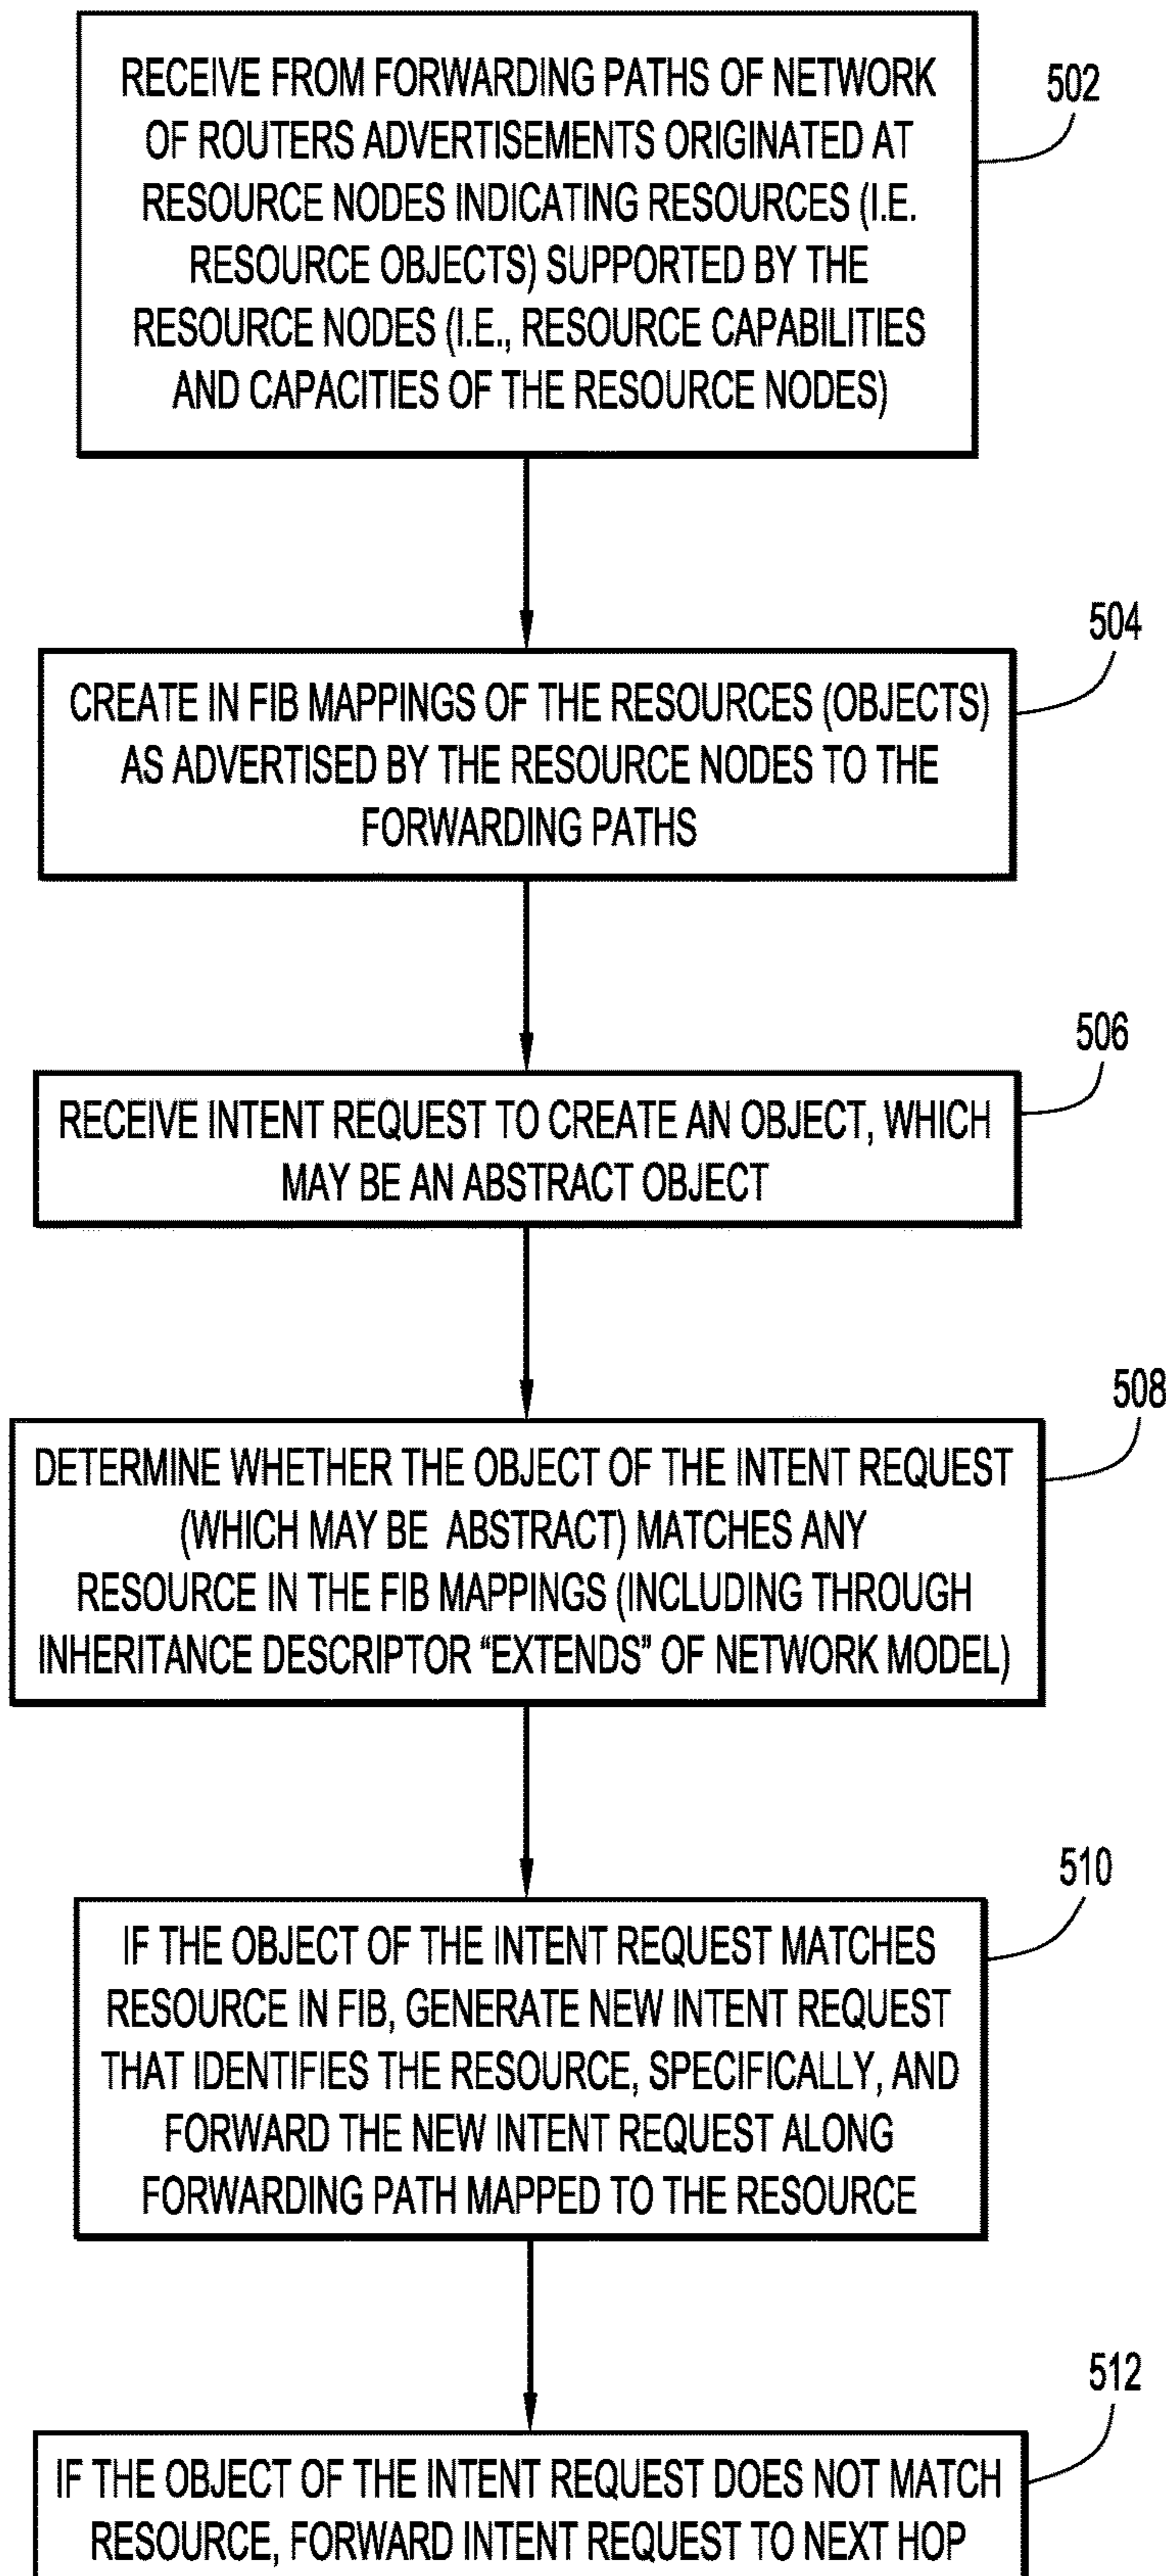 RECEIVE FROM FORWARDING PATHS OF NETWORK
OF ROUTERS ADVERTISEMENTS ORIGINATED AT
RESOURCE NODES INDICATING RESOURCES (I.E.
RESOURCE OBJECTS) SUPPORTED BY THE
RESOURCE NODES (I.E., RESOURCE CAPABILITIES
AND CAPACITIES OF THE RESOURCE NODES)
502
CREATE IN FIB MAPPINGS OF THE RESOURCES (OBJECTS)
AS ADVERTISED BY THE RESOURCE NODES TO THE
FORWARDING PATHS
504
RECEIVE INTENT REQUEST TO CREATE AN OBJECT, WHICH
MAY BE AN ABSTRACT OBJECT
506
DETERMINE WHETHER THE OBJECT OF THE INTENT REQUEST
(WHICH MAY BE ABSTRACT) MATCHES ANY
RESOURCE IN THE FIB MAPPINGS (INCLUDING THROUGH
INHERITANCE DESCRIPTOR “EXTENDS” OF NETWORK MODEL)
508
IF THE OBJECT OF THE INTENT REQUEST MATCHES
RESOURCE IN FIB, GENERATE NEW INTENT REQUEST
THAT IDENTIFIES THE RESOURCE, SPECIFICALLY, AND
FORWARD THE NEW INTENT REQUEST ALONG
FORWARDING PATH MAPPED TO THE RESOURCE
510
IF THE OBJECT OF THE INTENT REQUEST DOES NOT MATCH
RESOURCE, FORWARD INTENT REQUEST TO NEXT HOP
512